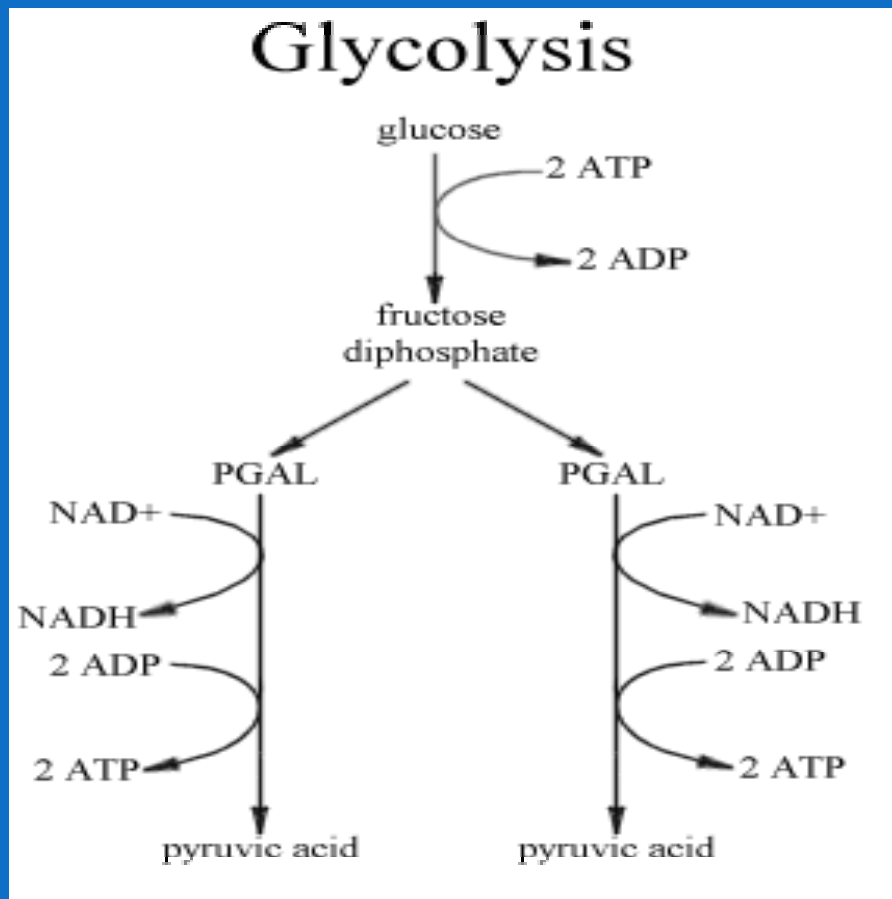 Glycolysis
glucose
2 ATP
2 ADP
fructose
diphosphate
PGAL
PGAL
NAD+
NAD+
NADH
NADH
2 ADP
2 ADP
2 ATP
2 ATP
pyruvic acid
pyruvic acid